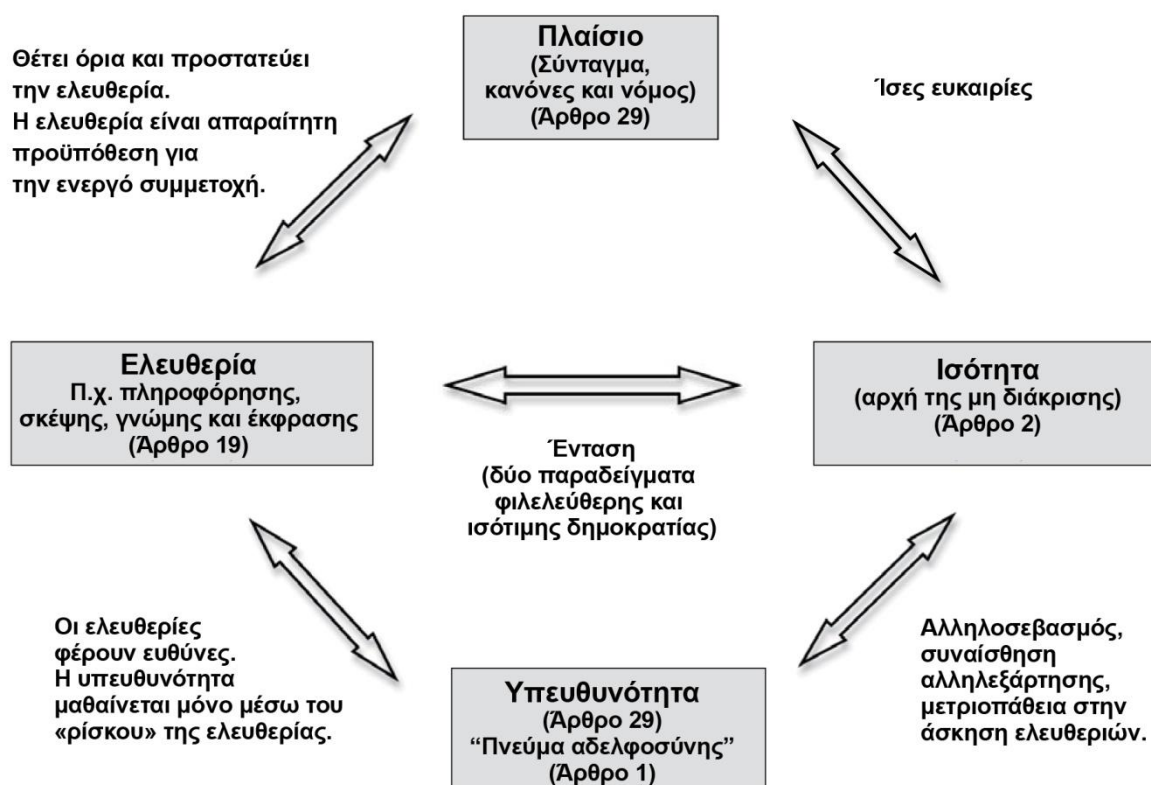 Θέτει όρια και προστατεύει
την ελευθερία.
Η ελευθερία είναι απαραίτητη
προϋπόθεση για
την ενεργό συμμετοχή.
Πλαίσιο
(Σύνταγμα,
κανόνες και νόμος)
(Άρθρο 29)
Ίσες ευκαιρίες
Ελευθερία
Π.χ. πληροφόρησης,
σκέψης, γνώμης και έκφρασης
(Άρθρο 19)
Ένταση
(δύο παραδείγματα
φιλελεύθερης και
ισότιμης δημοκρατίας)
Ισότητα
(αρχή της μη διάκρισης)
(Άρθρο 2)
Οι ελευθερίες
φέρουν ευθύνες.
Η υπευθυνότητα
μαθαίνεται μόνο μέσω του
«ρίσκου» της ελευθερίας.
Υπευθυνότητα
(Άρθρο 29)
“Πνεύμα αδελφοσύνης”
(Άρθρο 1)
Αλληλοσεβασμός,
συναίσθηση
αλληλεξάρτησης,
μετριοπάθεια στην
άσκηση ελευθεριών.